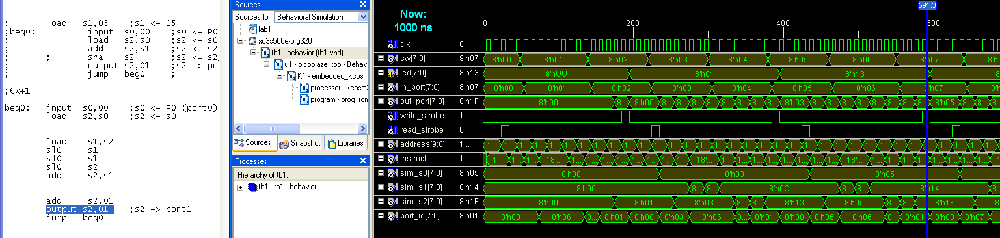 ;       load   s1,05   ;s1 <- 05
;beg0:          input  s0,00    ;s0 <- P0
;               load   s2,s0    ;s2 <- s0
;               add    s2,s1    ;s2 <- s2-
;       ;       sra    s2       ;s2 <= s2,
;               output s2,01    ;s2 -> por
;               jump   beg0     ;
;6x+1
beg0:   input  s0,00   ;s0 <- P0 (port0)
load   s2,s0   ;s2 <- s0
load    s1,s2
sl0     s1
sl0     s1
sl0     s2
add     s2,s1
add     s2,01
output s2,01   ;s2 -> port1
jump   beg0
Sources
Sources for: Behavioral Simulation
lab1
xc3s500e-5fg320
tb1 - behavior (tb1.vhd)
u1 - picoblaze_top - Behavi
K1 - embedded_kcpsm
processor - kcpsm3
program - prog_rom
Sources Snapshot Libraries
Processes
Hierarchy of tb1:
tb1 - tb1 - behavior
591.3
Now:
1000 ns
0 200 400 600
clk 0
sw[7:0] 8'h07 8'h00 8'h01 8'h02 8'h03 8'h04 8'h05 8'h06 8'h07 8'h0
led[7:0] 8'h13 8'hUU 8'h01 8'h13
in_port[7:0] 8'h07 8'h00 8'h01 8'h02 8'h03 8'h04 8'h05 8'h06 8'h07
out_port[7:0] 8'h1F 8'h00 8... 8'h00 8... 8... 8... 8'h03 8... 8... 8... 8'h05 8...
write_strobe 1
read_strobe 0
address[9:0] 1...
instruct... 1... 1... 18'... 1... 18'... 1... 18'... 1...
sim_s0[7:0] 8'h05 8'h00 8'h03 8'h05
sim_s1[7:0] 8'h14 8'h00 8... 8... 8'h0C 8... 8... 8'h14
sim_s2[7:0] 8'h1F 8'h00 8'h01 8'h03 8... 8... 8'h13 8'h05 8... 8... 8'h1F
port_id[7:0] 8'h01 8'h00 8'h06 8... 8'h01 8'h00 8'h03 8'h06 8... 8... 8'h01 8'h00 8'h05 8'h06 8... 8... 8'h01 8'h00 8'h07